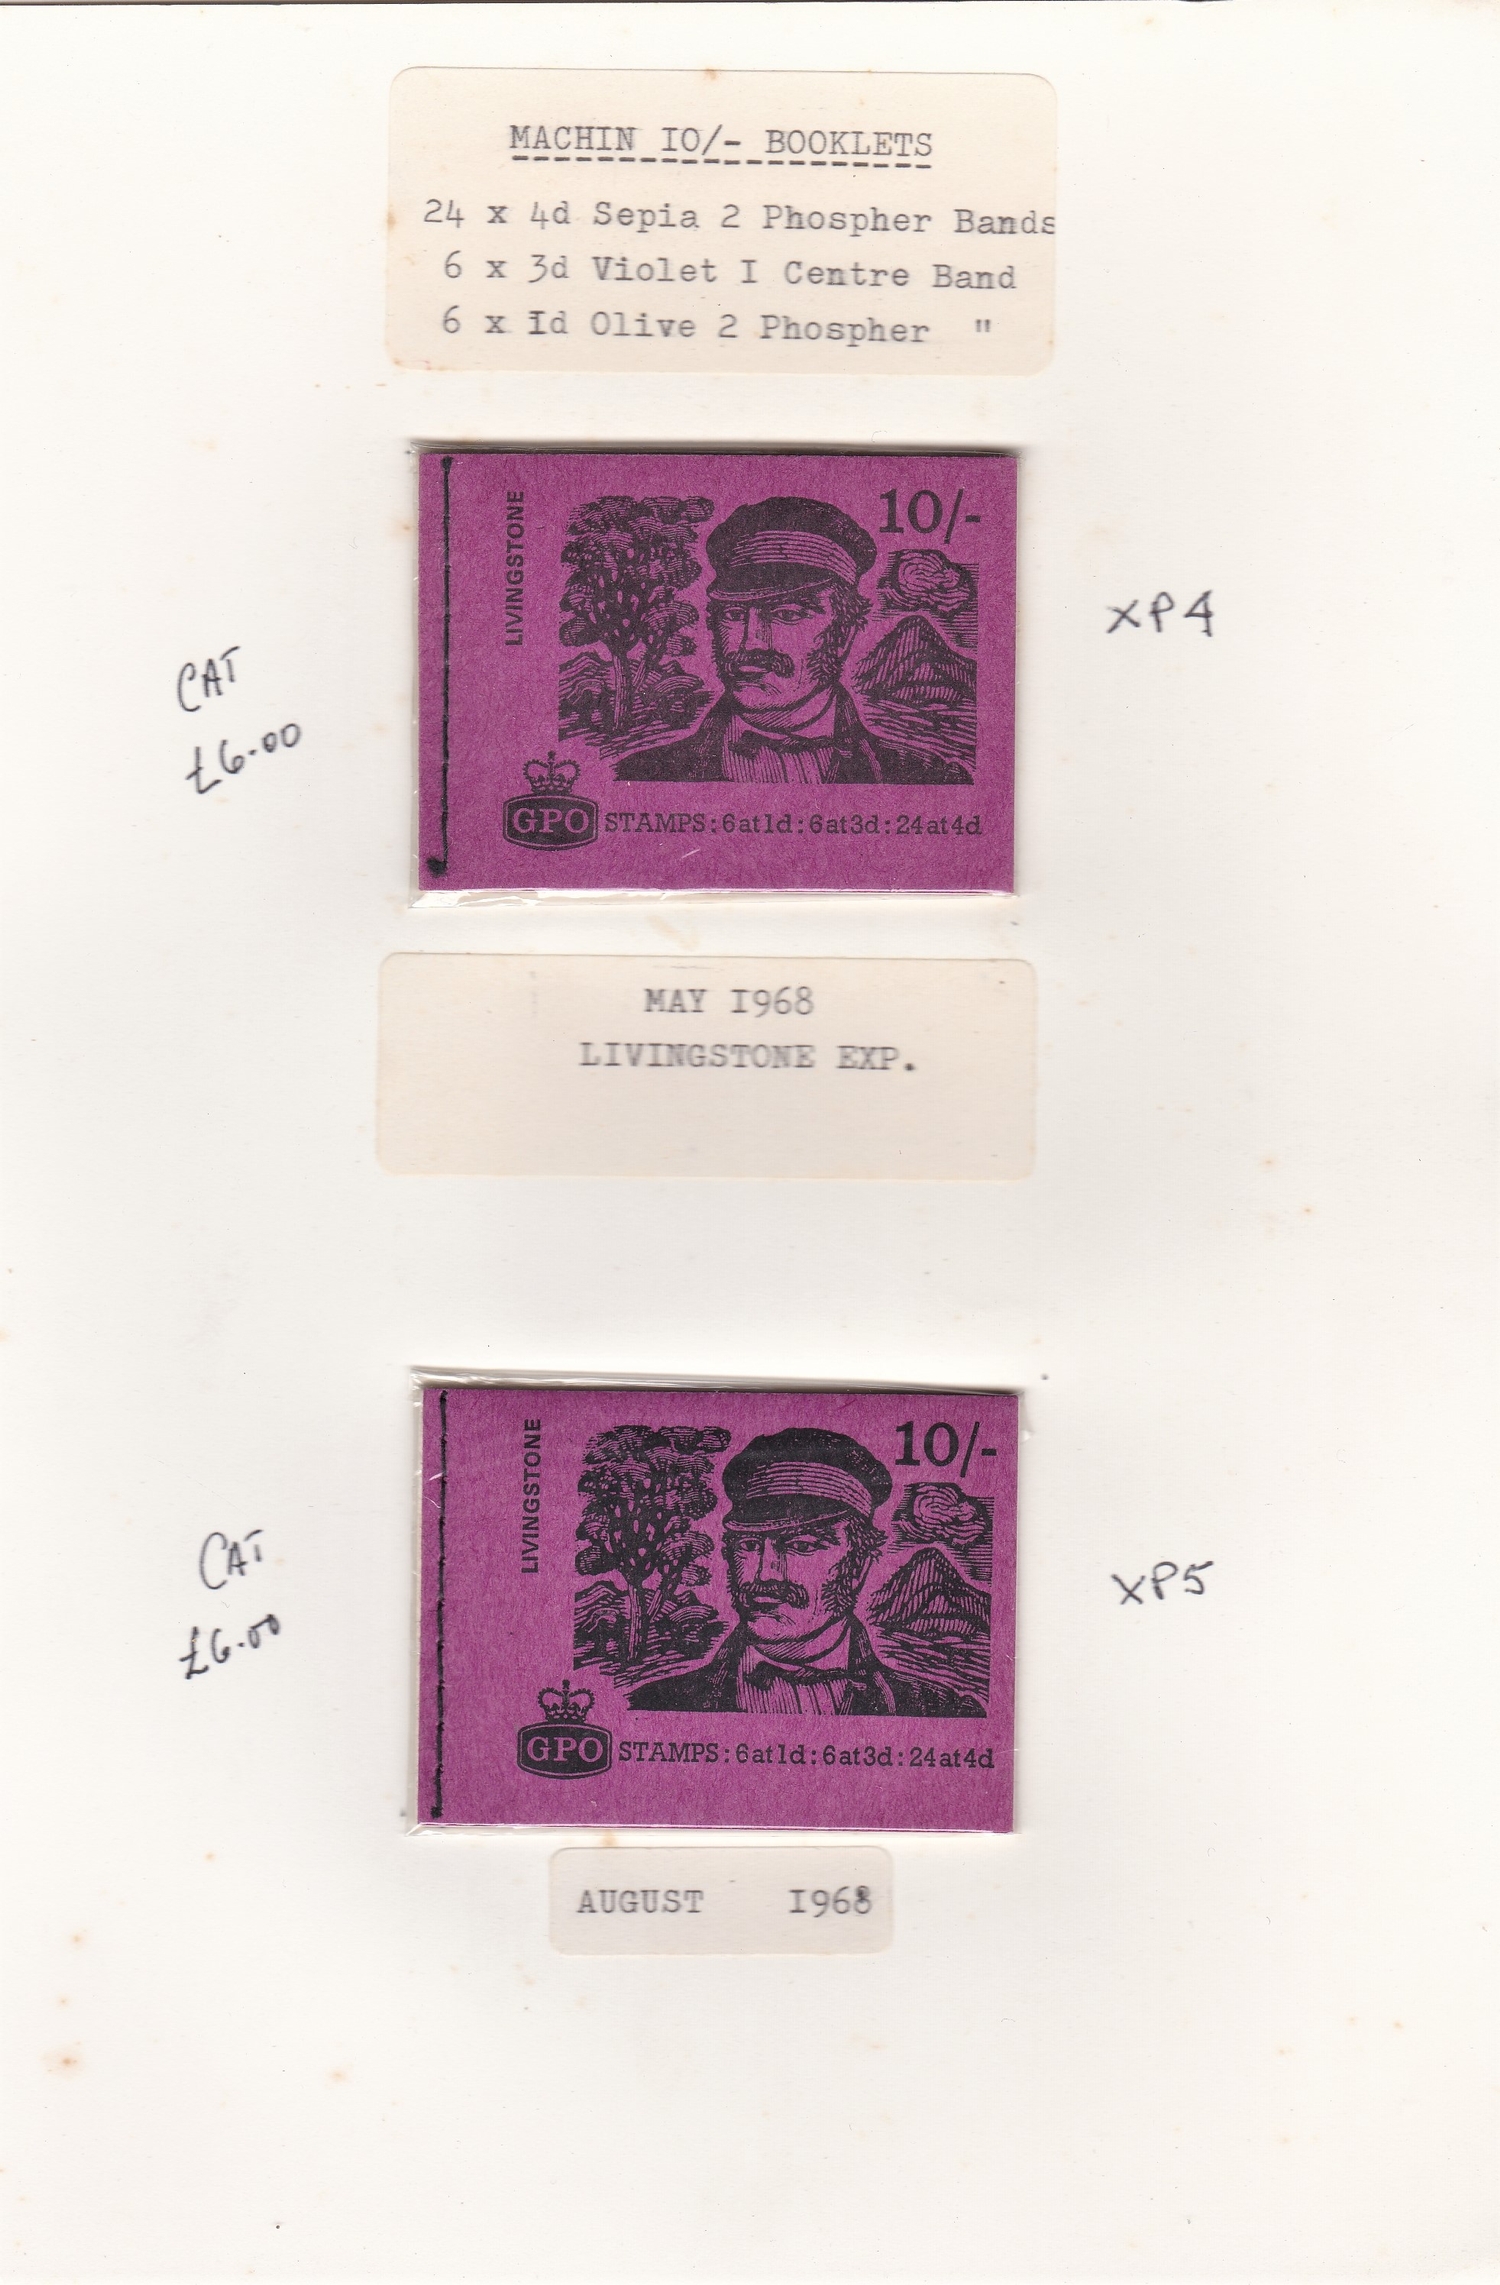 MACHIN IO/- BOOKLETS
24 x 4d Sepia 2 Phospher Bands
6 x 3d Violet I Centre Band
6 x Id Olive 2 Phospher "
LIVINGSTONE
10/-
GPO STAMPS:6at1d:6at3d:24at4d
XP4
CAT
£6.00
MAY I968
LIVINGSTONE EXP.
LIVINGSTONE
10/-
GPO STAMPS:6at1d:6at3d:24at4d
CAT
£6.00
XP5
AUGUST I968